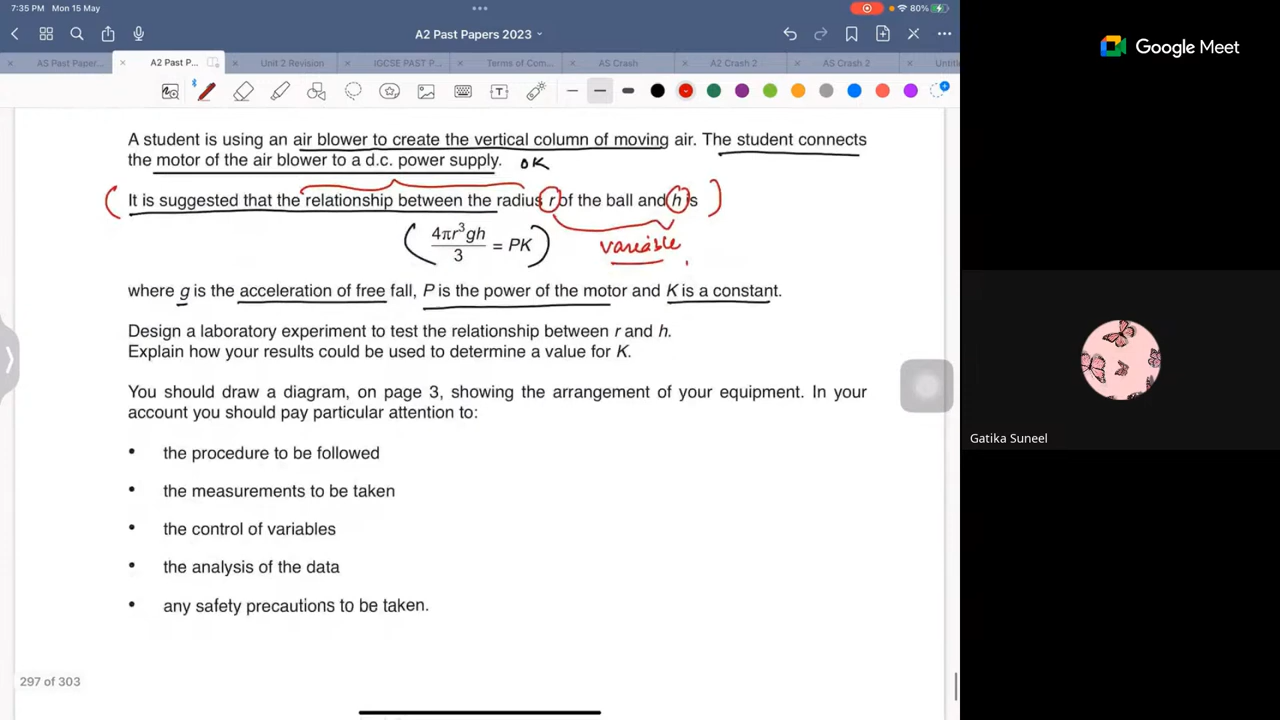 7:35 PM Mon 15 May
80%
A2 Past Papers 2023
AS Past Paper...
A2 Past P...
Unit 2 Revision
IGCSE PAST P...
Terms of Com...
AS Crash
A2 Crash 2
AS Crash 2
Untit
Google Meet
A student is using an air blower to create the vertical column of moving air. The student connects
the motor of the air blower to a d.c. power supply. OK
(It is suggested that the relationship between the radius r of the ball and h is)
(4πr³gh/3 = PK) variable
where g is the acceleration of free fall, P is the power of the motor and K is a constant.
Design a laboratory experiment to test the relationship between r and h.
Explain how your results could be used to determine a value for K.
You should draw a diagram, on page 3, showing the arrangement of your equipment. In your
account you should pay particular attention to:
• the procedure to be followed
• the measurements to be taken
• the control of variables
• the analysis of the data
• any safety precautions to be taken.
297 of 303
Gatika Suneel